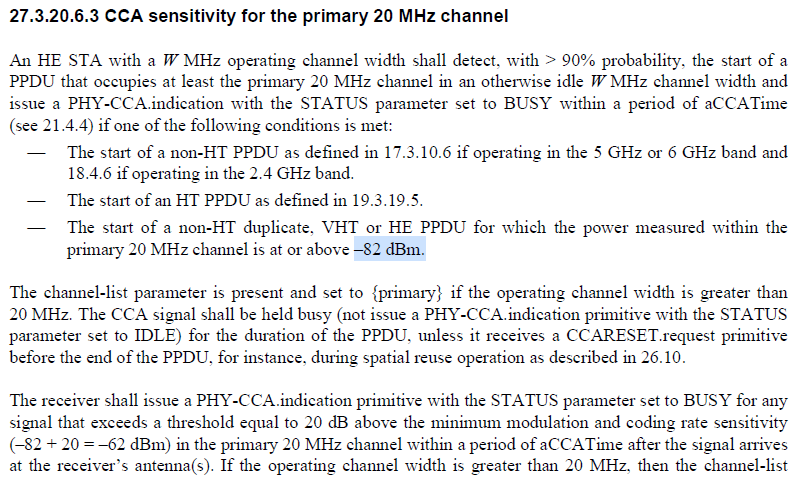 27.3.20.6.3 CCA sensitivity for the primary 20 MHz channel
An HE STA with a W MHz operating channel width shall detect, with > 90% probability, the start of a
PPDU that occupies at least the primary 20 MHz channel in an otherwise idle W MHz channel width and
issue a PHY-CCA.indication with the STATUS parameter set to BUSY within a period of aCCATime
(see 21.4.4) if one of the following conditions is met:
— The start of a non-HT PPDU as defined in 17.3.10.6 if operating in the 5 GHz or 6 GHz band and
18.4.6 if operating in the 2.4 GHz band.
— The start of an HT PPDU as defined in 19.3.19.5.
— The start of a non-HT duplicate, VHT or HE PPDU for which the power measured within the
primary 20 MHz channel is at or above –82 dBm.
The channel-list parameter is present and set to {primary} if the operating channel width is greater than
20 MHz. The CCA signal shall be held busy (not issue a PHY-CCA.indication primitive with the STATUS
parameter set to IDLE) for the duration of the PPDU, unless it receives a CCARESET.request primitive
before the end of the PPDU, for instance, during spatial reuse operation as described in 26.10.
The receiver shall issue a PHY-CCA.indication primitive with the STATUS parameter set to BUSY for any
signal that exceeds a threshold equal to 20 dB above the minimum modulation and coding rate sensitivity
(–82 + 20 = –62 dBm) in the primary 20 MHz channel within a period of aCCATime after the signal arrives
at the receiver's antenna(s). If the operating channel width is greater than 20 MHz, then the channel-list